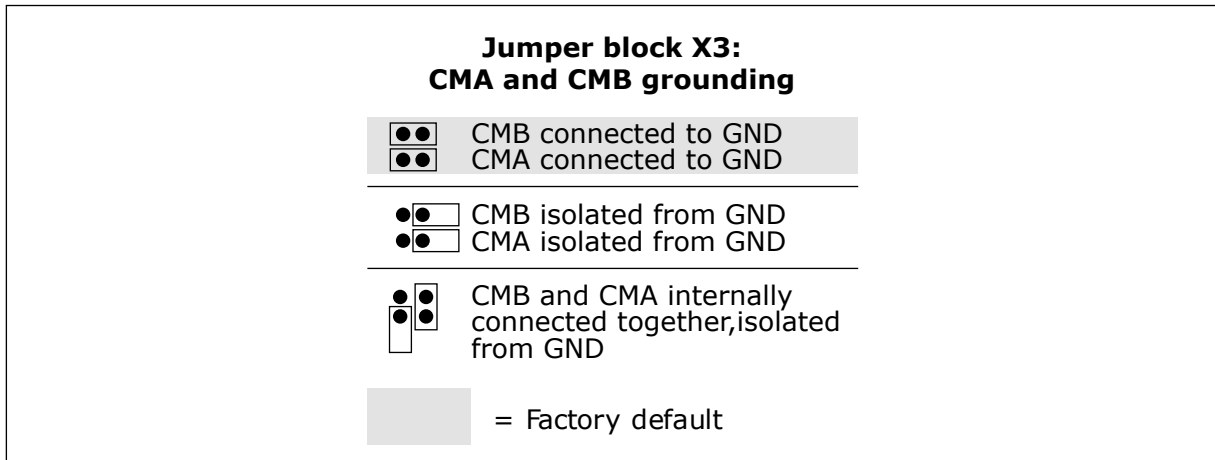 Jumper block X3:
CMA and CMB grounding
CMB connected to GND
CMA connected to GND
CMB isolated from GND
CMA isolated from GND
CMB and CMA internally
connected together,isolated
from GND
= Factory default